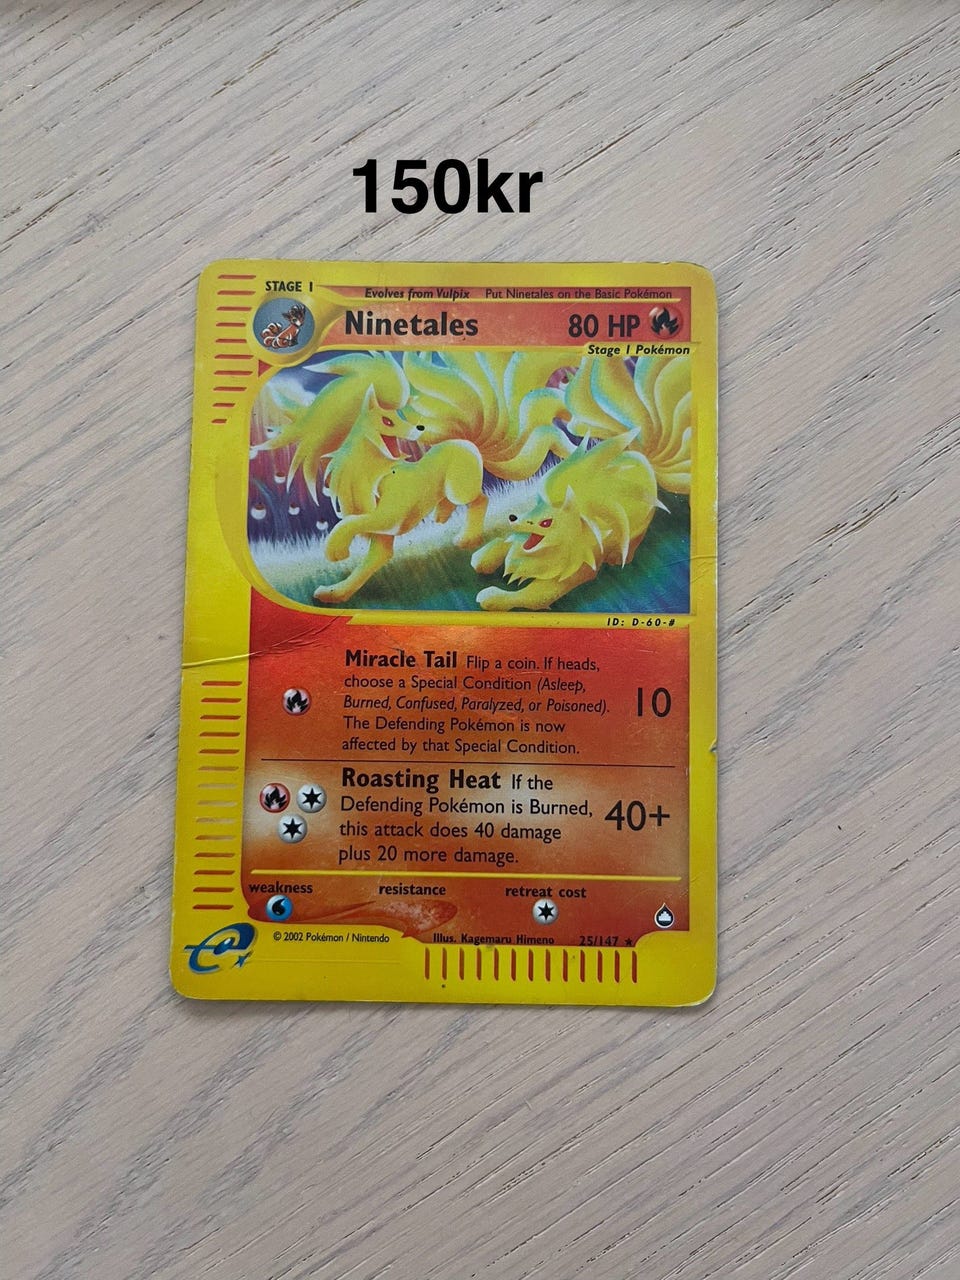 150kr
STAGE 1
Evolves from Vulpix Put Ninetales on the Basic Pokémon
Ninetales 80 HP
Stage 1 Pokémon
ID: D-60-#
Miracle Tail Flip a coin. If heads,
choose a Special Condition (Asleep,
Burned, Confused, Paralyzed, or Poisoned).
The Defending Pokémon is now
affected by that Special Condition.
10
Roasting Heat If the
Defending Pokémon is Burned,
this attack does 40 damage
plus 20 more damage.
40+
weakness resistance retreat cost
e
© 2002 Pokémon / Nintendo Illus. Kagemaru Himeno 25/147 ★